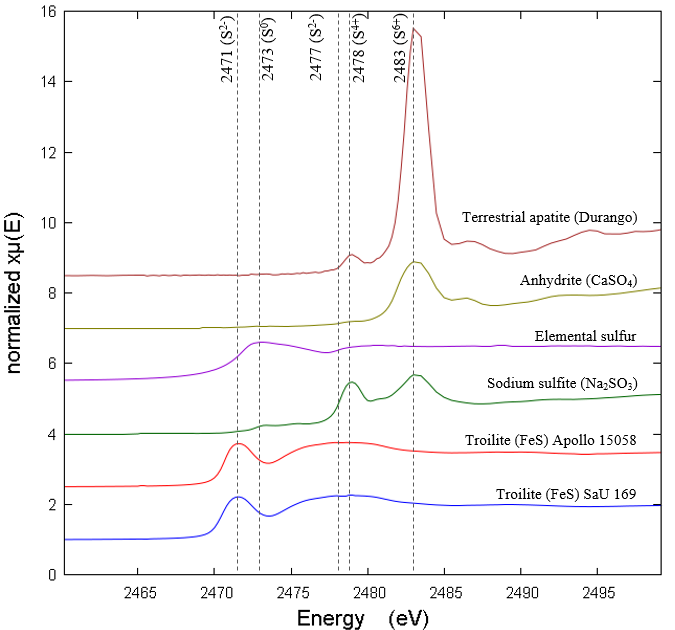 16
14
12
10
8
6
4
2
0
normalized xμ(E)
2471 (S²⁻)
2473 (S⁰)
2477 (S²⁻)
2478 (S⁴⁺)
2483 (S⁶⁺)
Terrestrial apatite (Durango)
Anhydrite (CaSO₄)
Elemental sulfur
Sodium sulfite (Na₂SO₃)
Troilite (FeS) Apollo 15058
Troilite (FeS) SaU 169
2465 2470 2475 2480 2485 2490 2495
Energy (eV)